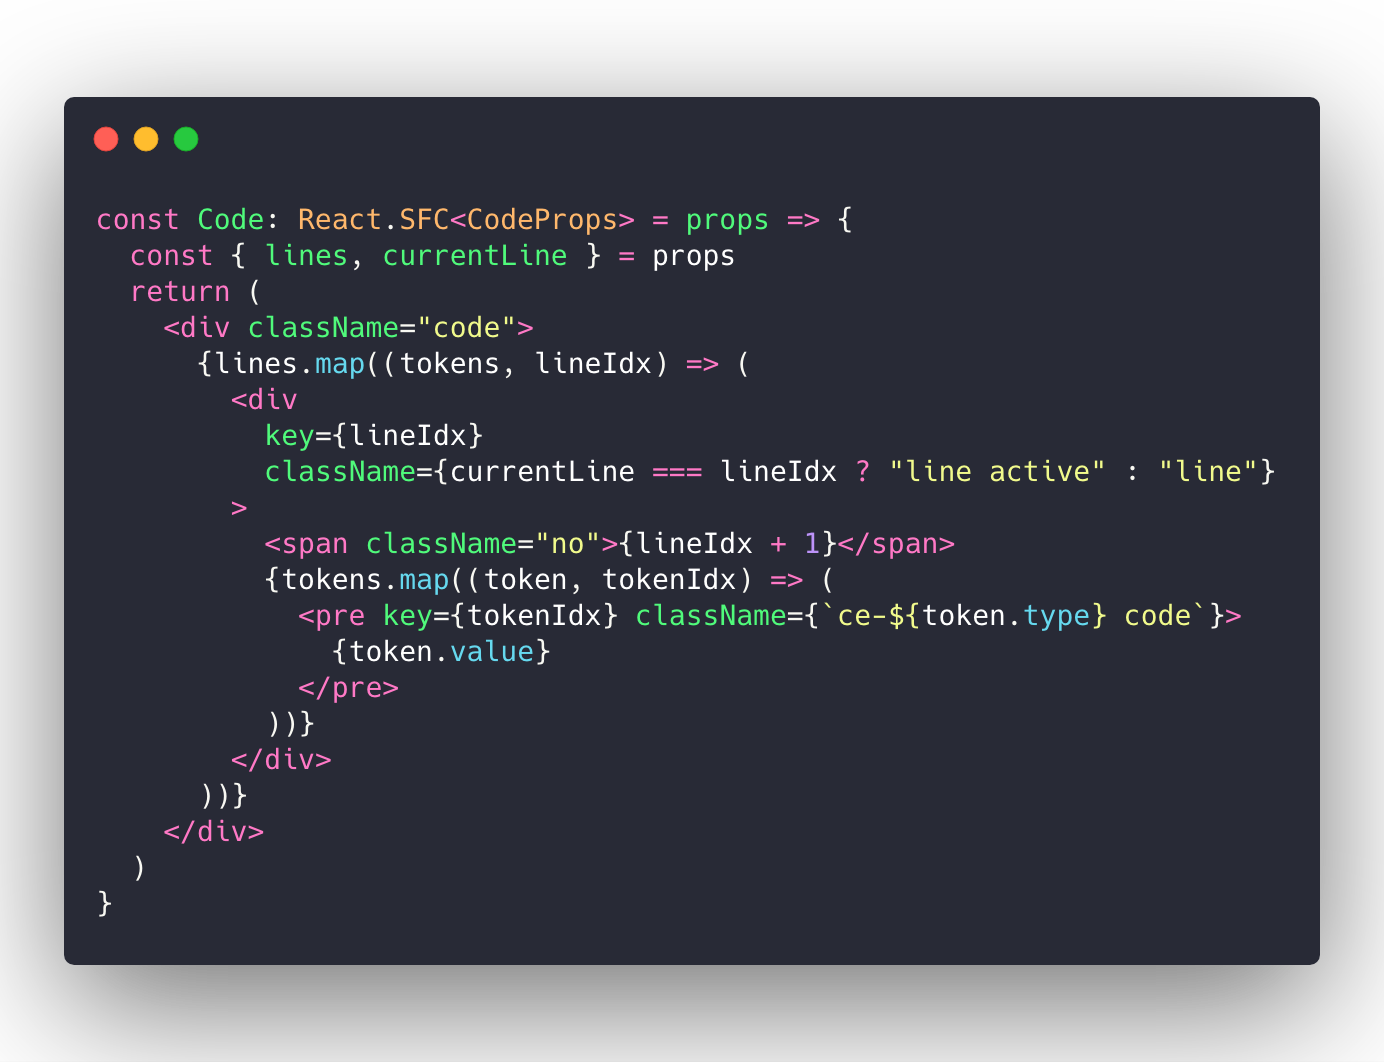 const Code: React.SFC<CodeProps> = props => {
  const { lines, currentLine } = props
  return (
    <div className="code">
      {lines.map((tokens, lineIdx) => (
        <div
          key={lineIdx}
          className={currentLine === lineIdx ? "line active" : "line"}
        >
          <span className="no">{lineIdx + 1}</span>
          {tokens.map((token, tokenIdx) => (
            <pre key={tokenIdx} className={`ce-${token.type} code`}>
              {token.value}
            </pre>
          ))}
        </div>
      ))}
    </div>
  )
}